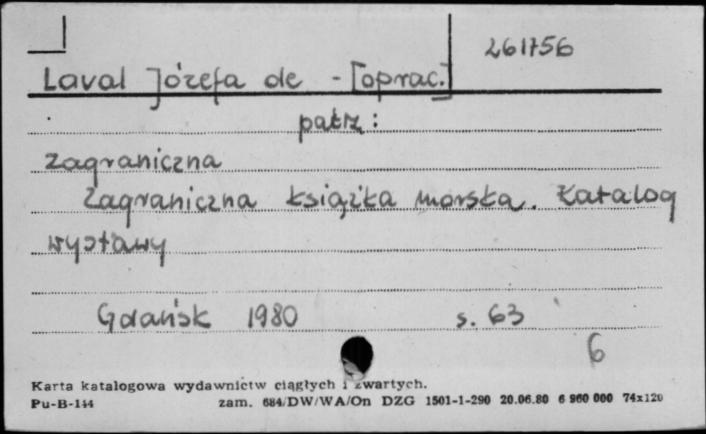 261756
Laval Józefa de - [oprac.]
patrz:
zagraniczna
Zagraniczna książka morska. Katalog
wystawy
Gdańsk 1980 s. 63
6
Karta katalogowa wydawnictw ciągłych i zwartych.
Pu-B-144 zam. 684/DW/WA/On DZG 1501-1-290 20.06.80 6 960 000 74x120